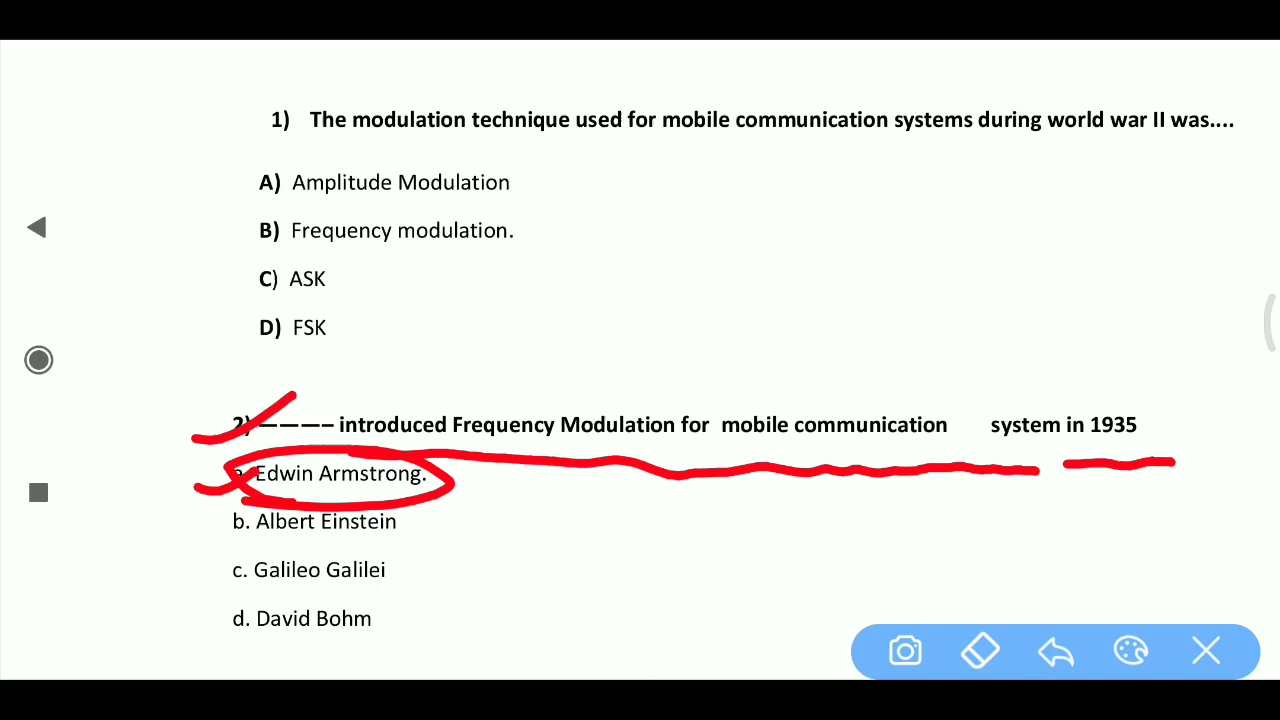 1) The modulation technique used for mobile communication systems during world war II was....
A) Amplitude Modulation
B) Frequency modulation.
C) ASK
D) FSK
2) ———– introduced Frequency Modulation for mobile communication system in 1935
a. Edwin Armstrong.
b. Albert Einstein
c. Galileo Galilei
d. David Bohm